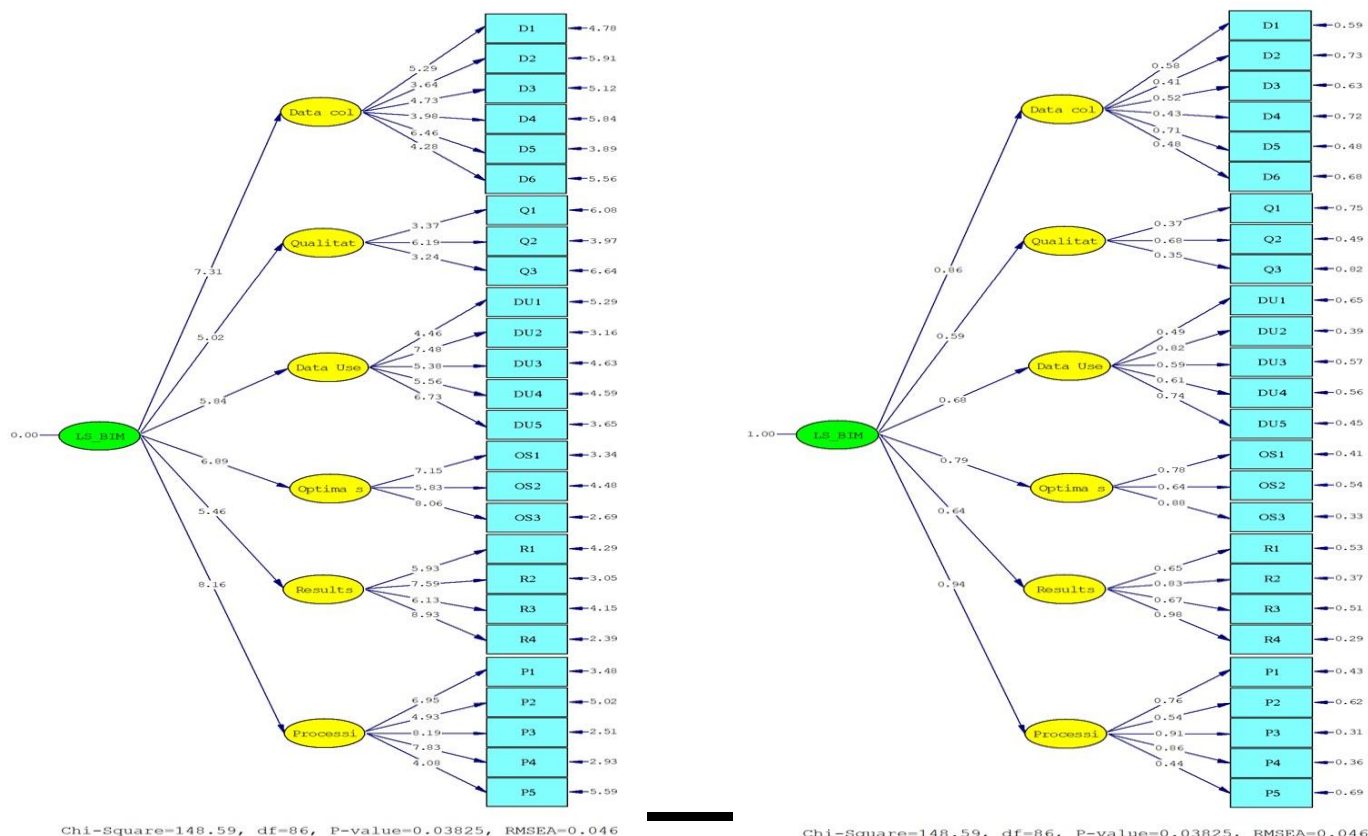 D1
4.78
D2
5.91
5.29
3.64
D3
5.12
Data col
4.73
3.98
D4
5.84
6.46
D5
3.89
4.28
D6
5.56
Q1
6.08
3.37
Qualitat
6.19
Q2
3.97
3.24
Q3
6.64
7.31
DU1
5.29
4.46
DU2
3.16
5.02
7.48
Data Use
5.38
DU3
4.63
5.56
DU4
4.59
5.84
6.73
DU5
3.65
0.00
LS_BIM
OS1
3.34
7.15
6.89
Optima s
5.83
OS2
4.48
8.06
OS3
2.69
5.46
R1
4.29
5.93
Results
7.59
R2
3.05
8.16
6.13
R3
4.15
8.93
R4
2.39
P1
3.48
6.95
P2
5.02
4.93
Processi
8.19
P3
2.51
7.83
P4
2.93
4.08
P5
5.59
Chi-Square=148.59, df=86, P-value=0.03825, RMSEA=0.046
D1
0.59
D2
0.73
0.58
0.41
D3
0.63
Data col
0.52
0.43
D4
0.72
0.71
D5
0.48
0.48
D6
0.68
Q1
0.75
0.37
Qualitat
0.68
Q2
0.49
0.35
Q3
0.82
0.86
DU1
0.65
0.49
DU2
0.39
0.59
0.82
Data Use
0.59
DU3
0.57
0.61
DU4
0.56
0.68
0.74
DU5
0.45
1.00
LS_BIM
OS1
0.41
0.78
0.79
Optima s
0.64
OS2
0.54
0.88
OS3
0.33
0.64
R1
0.53
0.65
Results
0.83
R2
0.37
0.94
0.67
R3
0.51
0.98
R4
0.29
P1
0.43
0.76
P2
0.62
0.54
Processi
0.91
P3
0.31
0.86
P4
0.36
0.44
P5
0.69
Chi-Square=148.59, df=86, P-value=0.03825, RMSEA=0.046